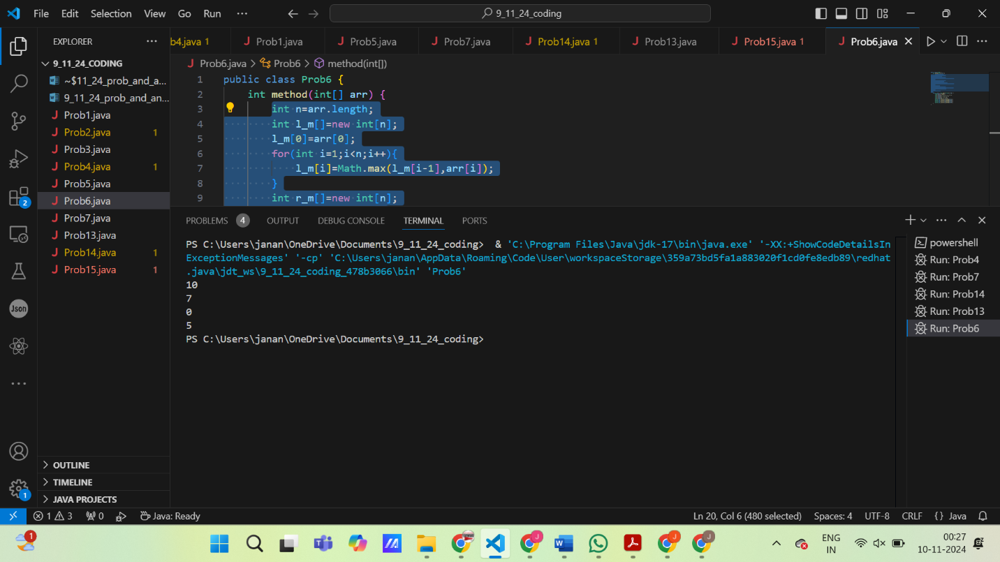 File Edit Selection View Go Run ··· 9_11_24_coding
EXPLORER ···
b4.java 1 Prob1.java Prob5.java Prob7.java Prob14.java 1 Prob13.java Prob15.java 1 Prob6.java
9_11_24_CODING
~$11_24_prob_and_a...
9_11_24_prob_and_an...
Prob1.java
Prob2.java 1
Prob3.java
Prob4.java 1
Prob5.java
Prob6.java
Prob7.java
Prob13.java
Prob14.java 1
Prob15.java 1
OUTLINE
TIMELINE
JAVA PROJECTS
Json
2
1
Prob6.java > Prob6 > method(int[])
1 public class Prob6 {
2 int method(int[] arr) {
3 int n=arr.length;
4 int l_m[]=new int[n];
5 l_m[0]=arr[0];
6 for(int i=1;i<n;i++){
7 l_m[i]=Math.max(l_m[i-1],arr[i]);
8 }
9 int r_m[]=new int[n];
PROBLEMS 4 OUTPUT DEBUG CONSOLE TERMINAL PORTS
PS C:\Users\janan\OneDrive\Documents\9_11_24_coding> & 'C:\Program Files\Java\jdk-17\bin\java.exe' '-XX:+ShowCodeDetailsIn
ExceptionMessages' '-cp' 'C:\Users\janan\AppData\Roaming\Code\User\workspaceStorage\359a73bd5fa1a883020f1cd0fe8edb89\redhat
.java\jdt_ws\9_11_24_coding_478b3066\bin' 'Prob6'
10
7
0
5
PS C:\Users\janan\OneDrive\Documents\9_11_24_coding>
powershell
Run: Prob4
Run: Prob7
Run: Prob14
Run: Prob13
Run: Prob6
1 3 0 Java: Ready Ln 20, Col 6 (480 selected) Spaces: 4 UTF-8 CRLF {} Java
1
ENG
IN
00:27
10-11-2024